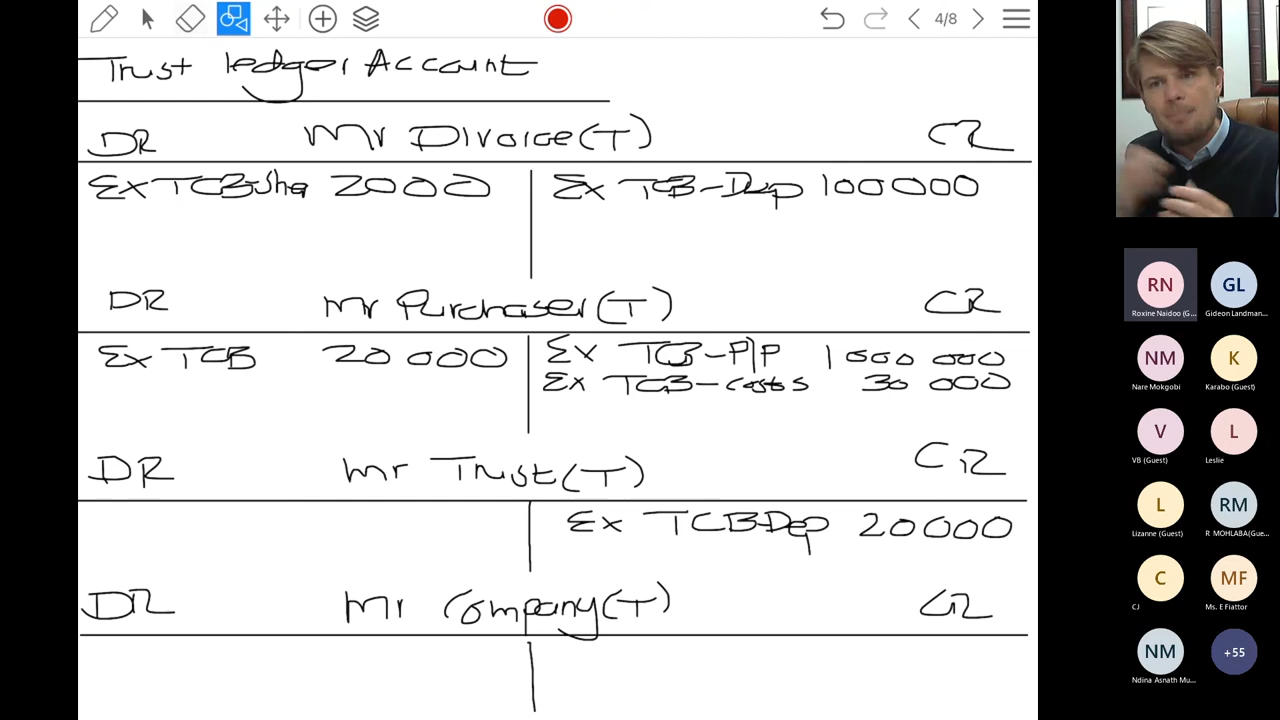 4/8
Trust ledger Account
DR Mr Divorce(T) CR
Ex TCB-She 2000 Ex TCB-Dep 100000
DR Mr Purchaser(T) CR
Ex TCB 20 000 Ex TCB-P/P 1 000 000
Ex TCB-costs 30 000
DR Mr Trust(T) CR
Ex TCB-Dep 20000
DR Mr Company(T) CR
RN GL
Roxine Naidoo (G... Gideon Landman...
NM K
Nare Mokgobi Karabo (Guest)
V L
VB (Guest) Leslie
L RM
Lizanne (Guest) R MOHLABA(Gue...
C MF
CJ Ms. E Fiattor
NM +55
Ndina Asnath Mu...